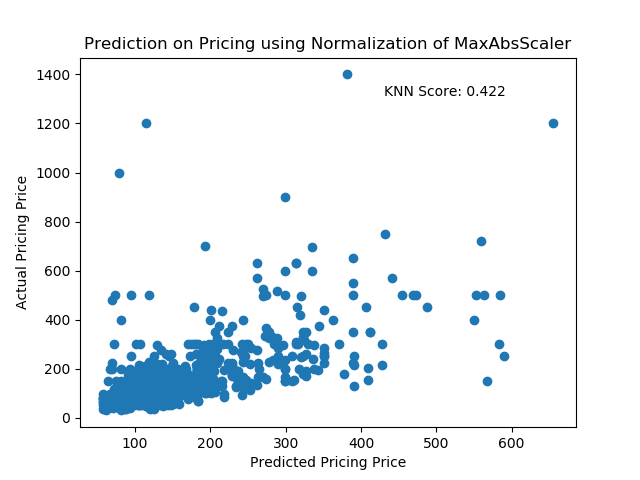 Prediction on Pricing using Normalization of MaxAbsScaler
1400
KNN Score: 0.422
1200
1000
800
600
400
200
0
Actual Pricing Price
100 200 300 400 500 600
Predicted Pricing Price